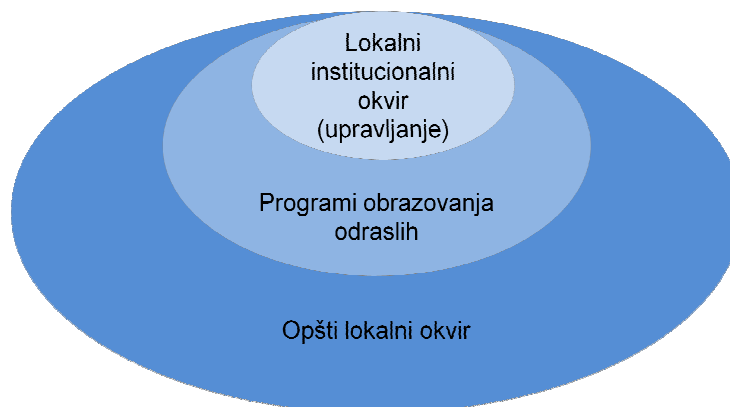 Lokalni
institucionalni
okvir
(upravljanje)
Programi obrazovanja
odraslih
Opšti lokalni okvir